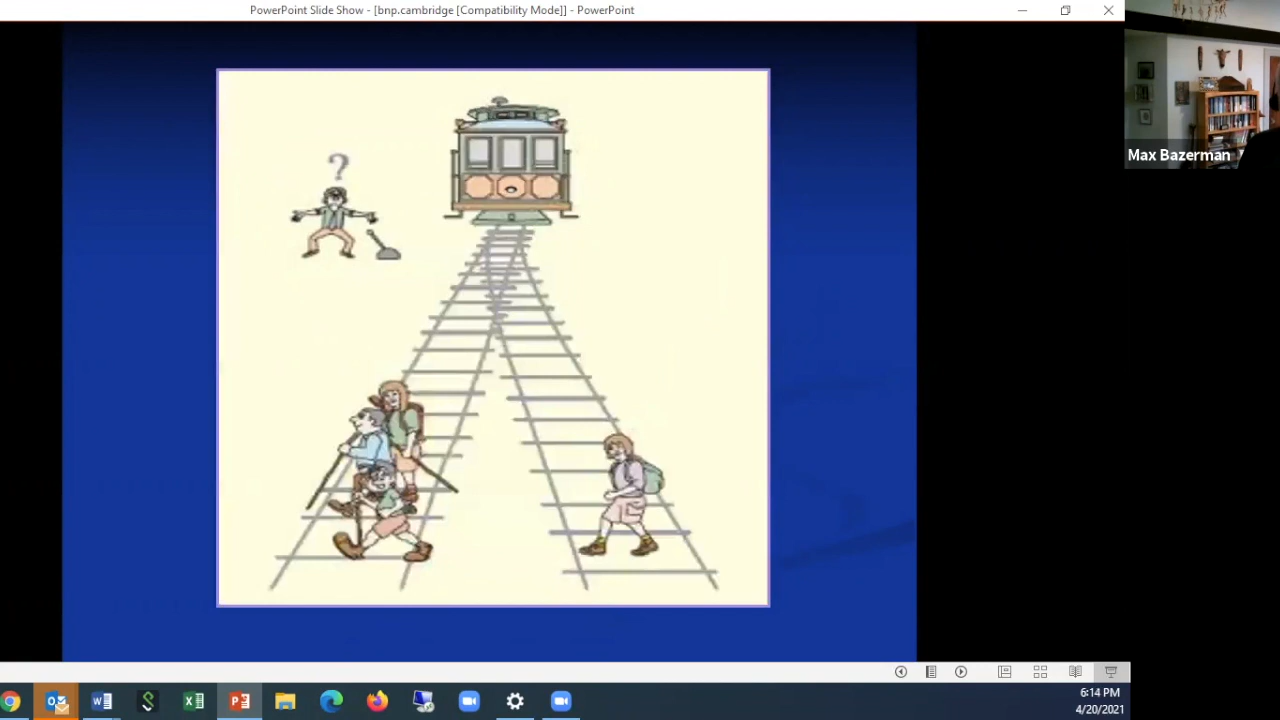 PowerPoint Slide Show - [bnp.cambridge [Compatibility Mode]] - PowerPoint
?
Max Bazerman
6:14 PM
4/20/2021